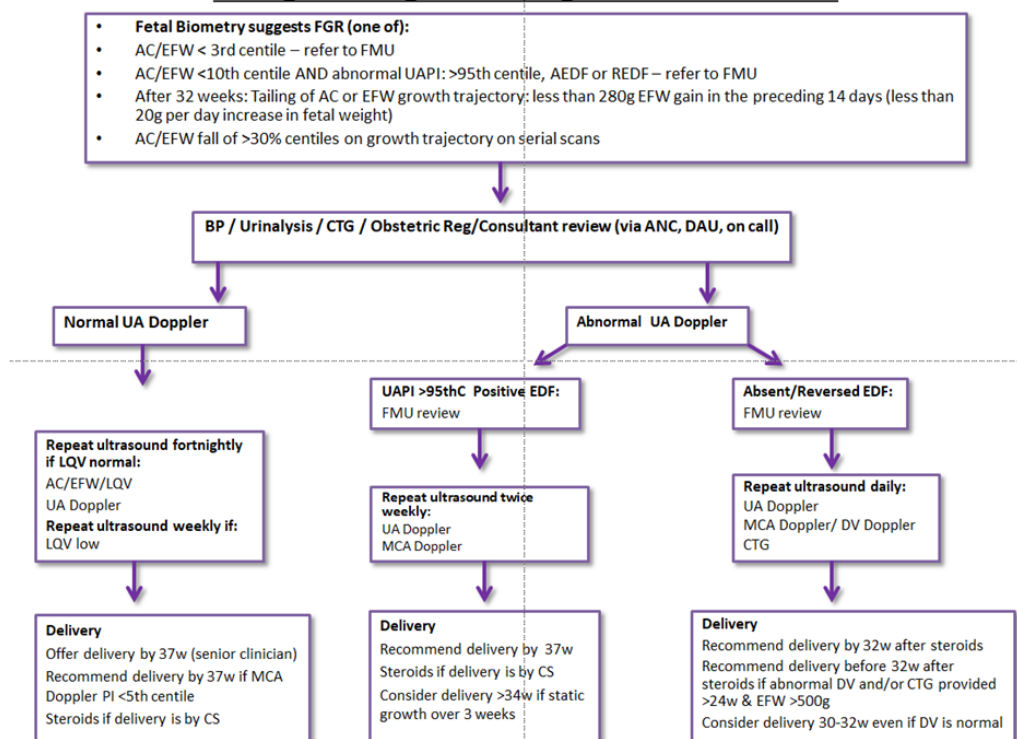 Fetal Biometry suggests FGR (one of):
AC/EFW < 3rd centile – refer to FMU
AC/EFW <10th centile AND abnormal UAPI: >95th centile, AEDF or REDF – refer to FMU
After 32 weeks: Tailing of AC or EFW growth trajectory: less than 280g EFW gain in the preceding 14 days (less
than 20g per day increase in fetal weight)
AC/EFW fall of >30% centiles on growth trajectory on serial scans
BP / Urinalysis / CTG / Obstetric Reg/Consultant review (via ANC, DAU, on call)
Normal UA Doppler
Abnormal UA Doppler
UAPI >95thC Positive EDF:
FMU review
Absent/Reversed EDF:
FMU review
Repeat ultrasound fortnightly
if LQV normal:
AC/EFW/LQV
UA Doppler
Repeat ultrasound weekly if:
LQV low
Repeat ultrasound twice
weekly:
UA Doppler
MCA Doppler
Repeat ultrasound daily:
UA Doppler
MCA Doppler/ DV Doppler
CTG
Delivery
Offer delivery by 37w (senior clinician)
Recommend delivery by 37w if MCA
Doppler PI <5th centile
Steroids if delivery is by CS
Delivery
Recommend delivery by 37w
Steroids if delivery is by CS
Consider delivery >34w if static
growth over 3 weeks
Delivery
Recommend delivery by 32w after steroids
Recommend delivery before 32w after
steroids if abnormal DV and/or CTG provided
>24w & EFW >500g
Consider delivery 30-32w even if DV is normal